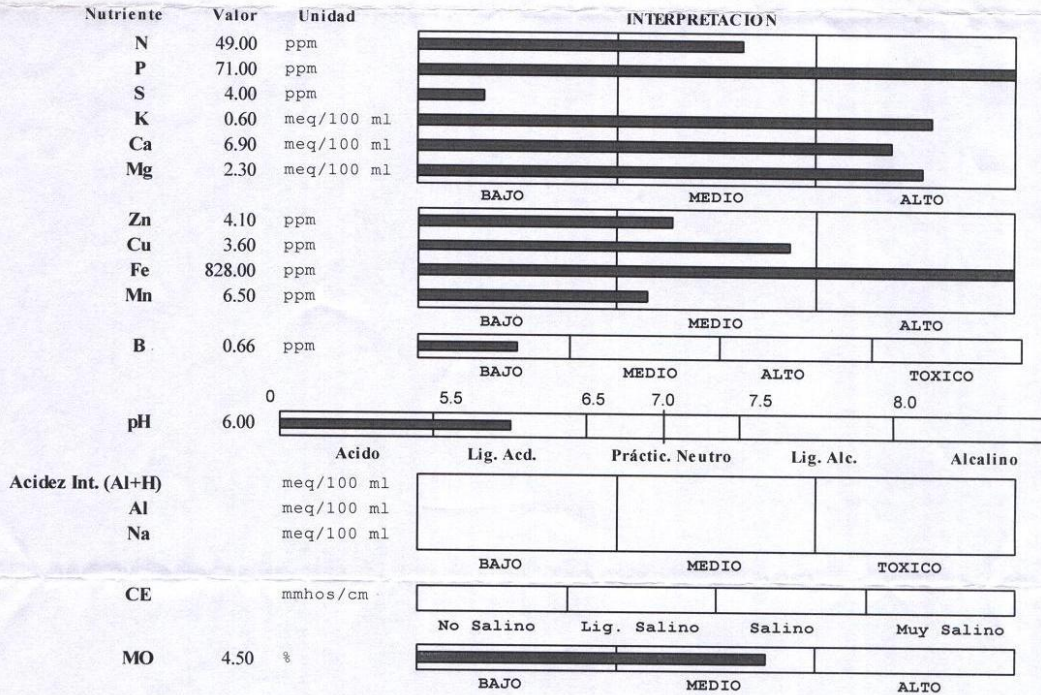 Nutriente Valor Unidad INTERPRETACION
N 49.00 ppm
P 71.00 ppm
S 4.00 ppm
K 0.60 meq/100 ml
Ca 6.90 meq/100 ml
Mg 2.30 meq/100 ml
BAJO MEDIO ALTO
Zn 4.10 ppm
Cu 3.60 ppm
Fe 828.00 ppm
Mn 6.50 ppm
BAJO MEDIO ALTO
B 0.66 ppm
BAJO MEDIO ALTO TOXICO
0 5.5 6.5 7.0 7.5 8.0
pH 6.00
Acido Lig. Acd. Práctic. Neutro Lig. Alc. Alcalino
Acidez Int. (Al+H) meq/100 ml
Al meq/100 ml
Na meq/100 ml
BAJO MEDIO TOXICO
CE mmhos/cm
No Salino Lig. Salino Salino Muy Salino
MO 4.50 %
BAJO MEDIO ALTO